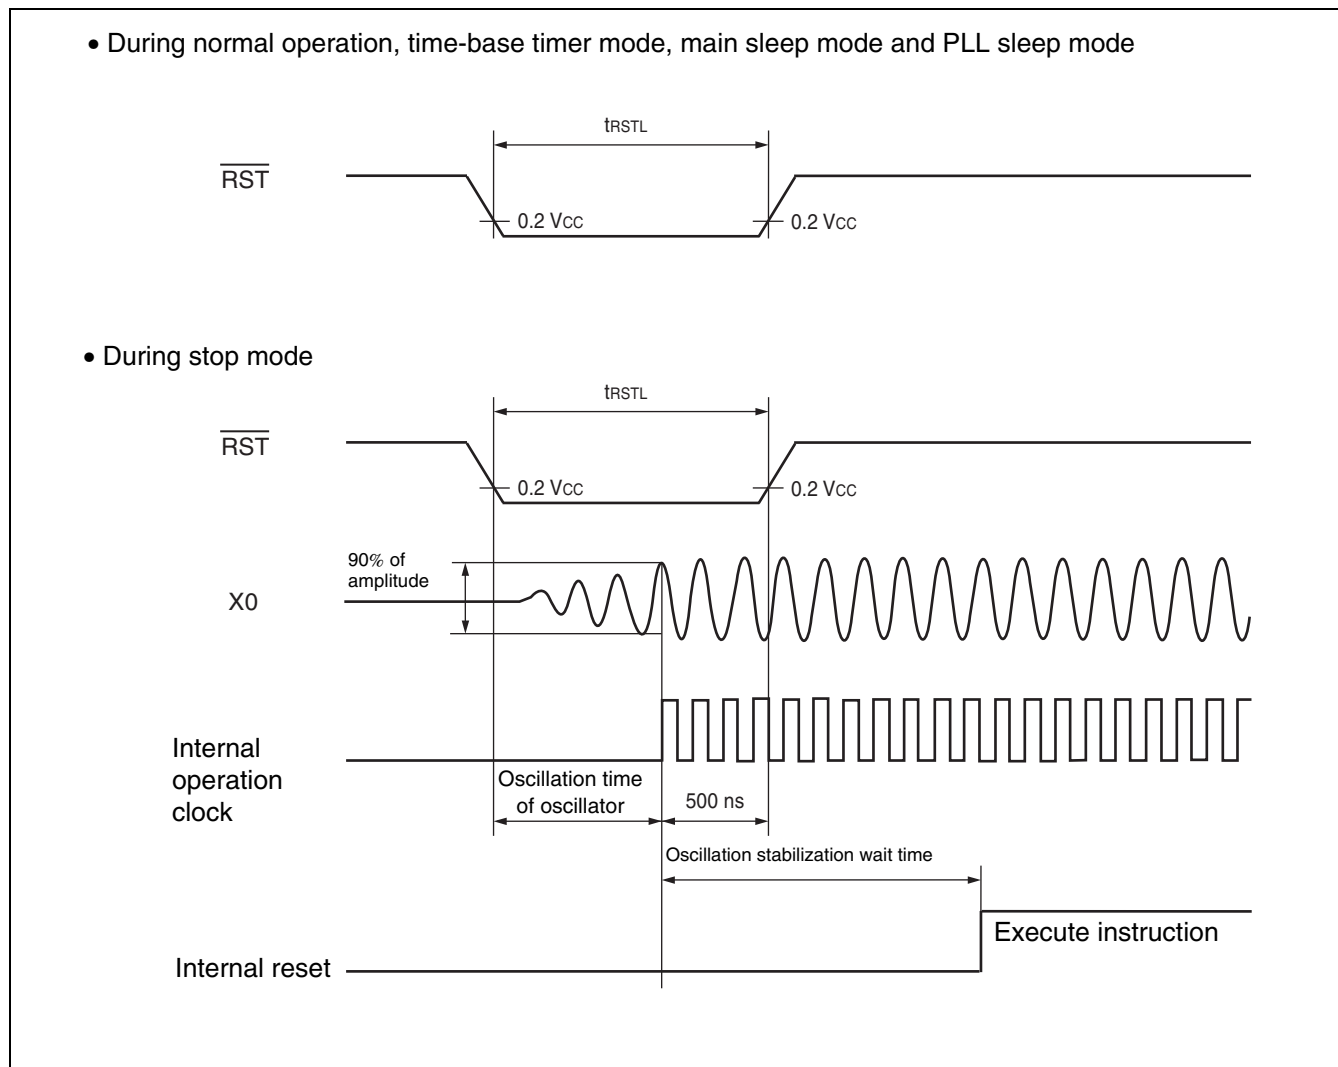 • During normal operation, time-base timer mode, main sleep mode and PLL sleep mode
tRSTL
RST
0.2 VCC
0.2 VCC
• During stop mode
tRSTL
RST
0.2 VCC
0.2 VCC
90% of
amplitude
X0
Internal
operation
clock
Oscillation time
of oscillator
500 ns
Oscillation stabilization wait time
Execute instruction
Internal reset